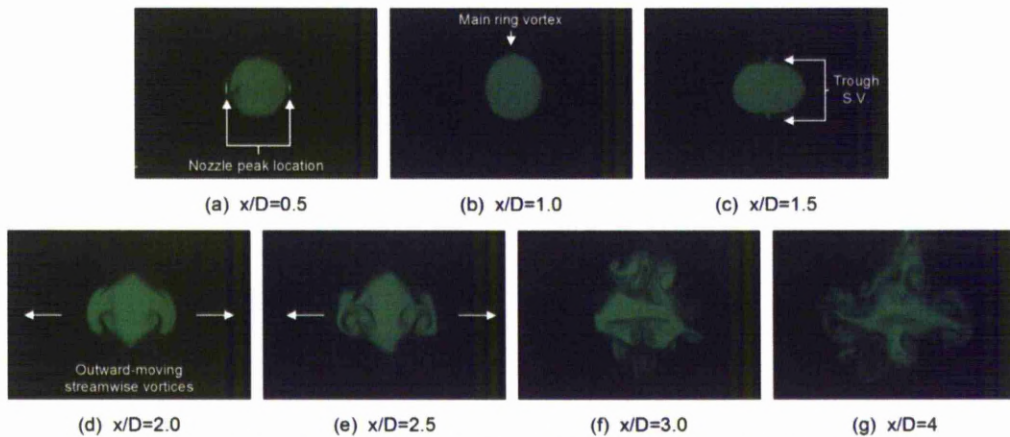 Main ring vortex
Trough
S.V
Nozzle peak location
(a) x/D=0.5
(b) x/D=1.0
(c) x/D=1.5
Outward-moving
streamwise vortices
(d) x/D=2.0
(e) x/D=2.5
(f) x/D=3.0
(g) x/D=4